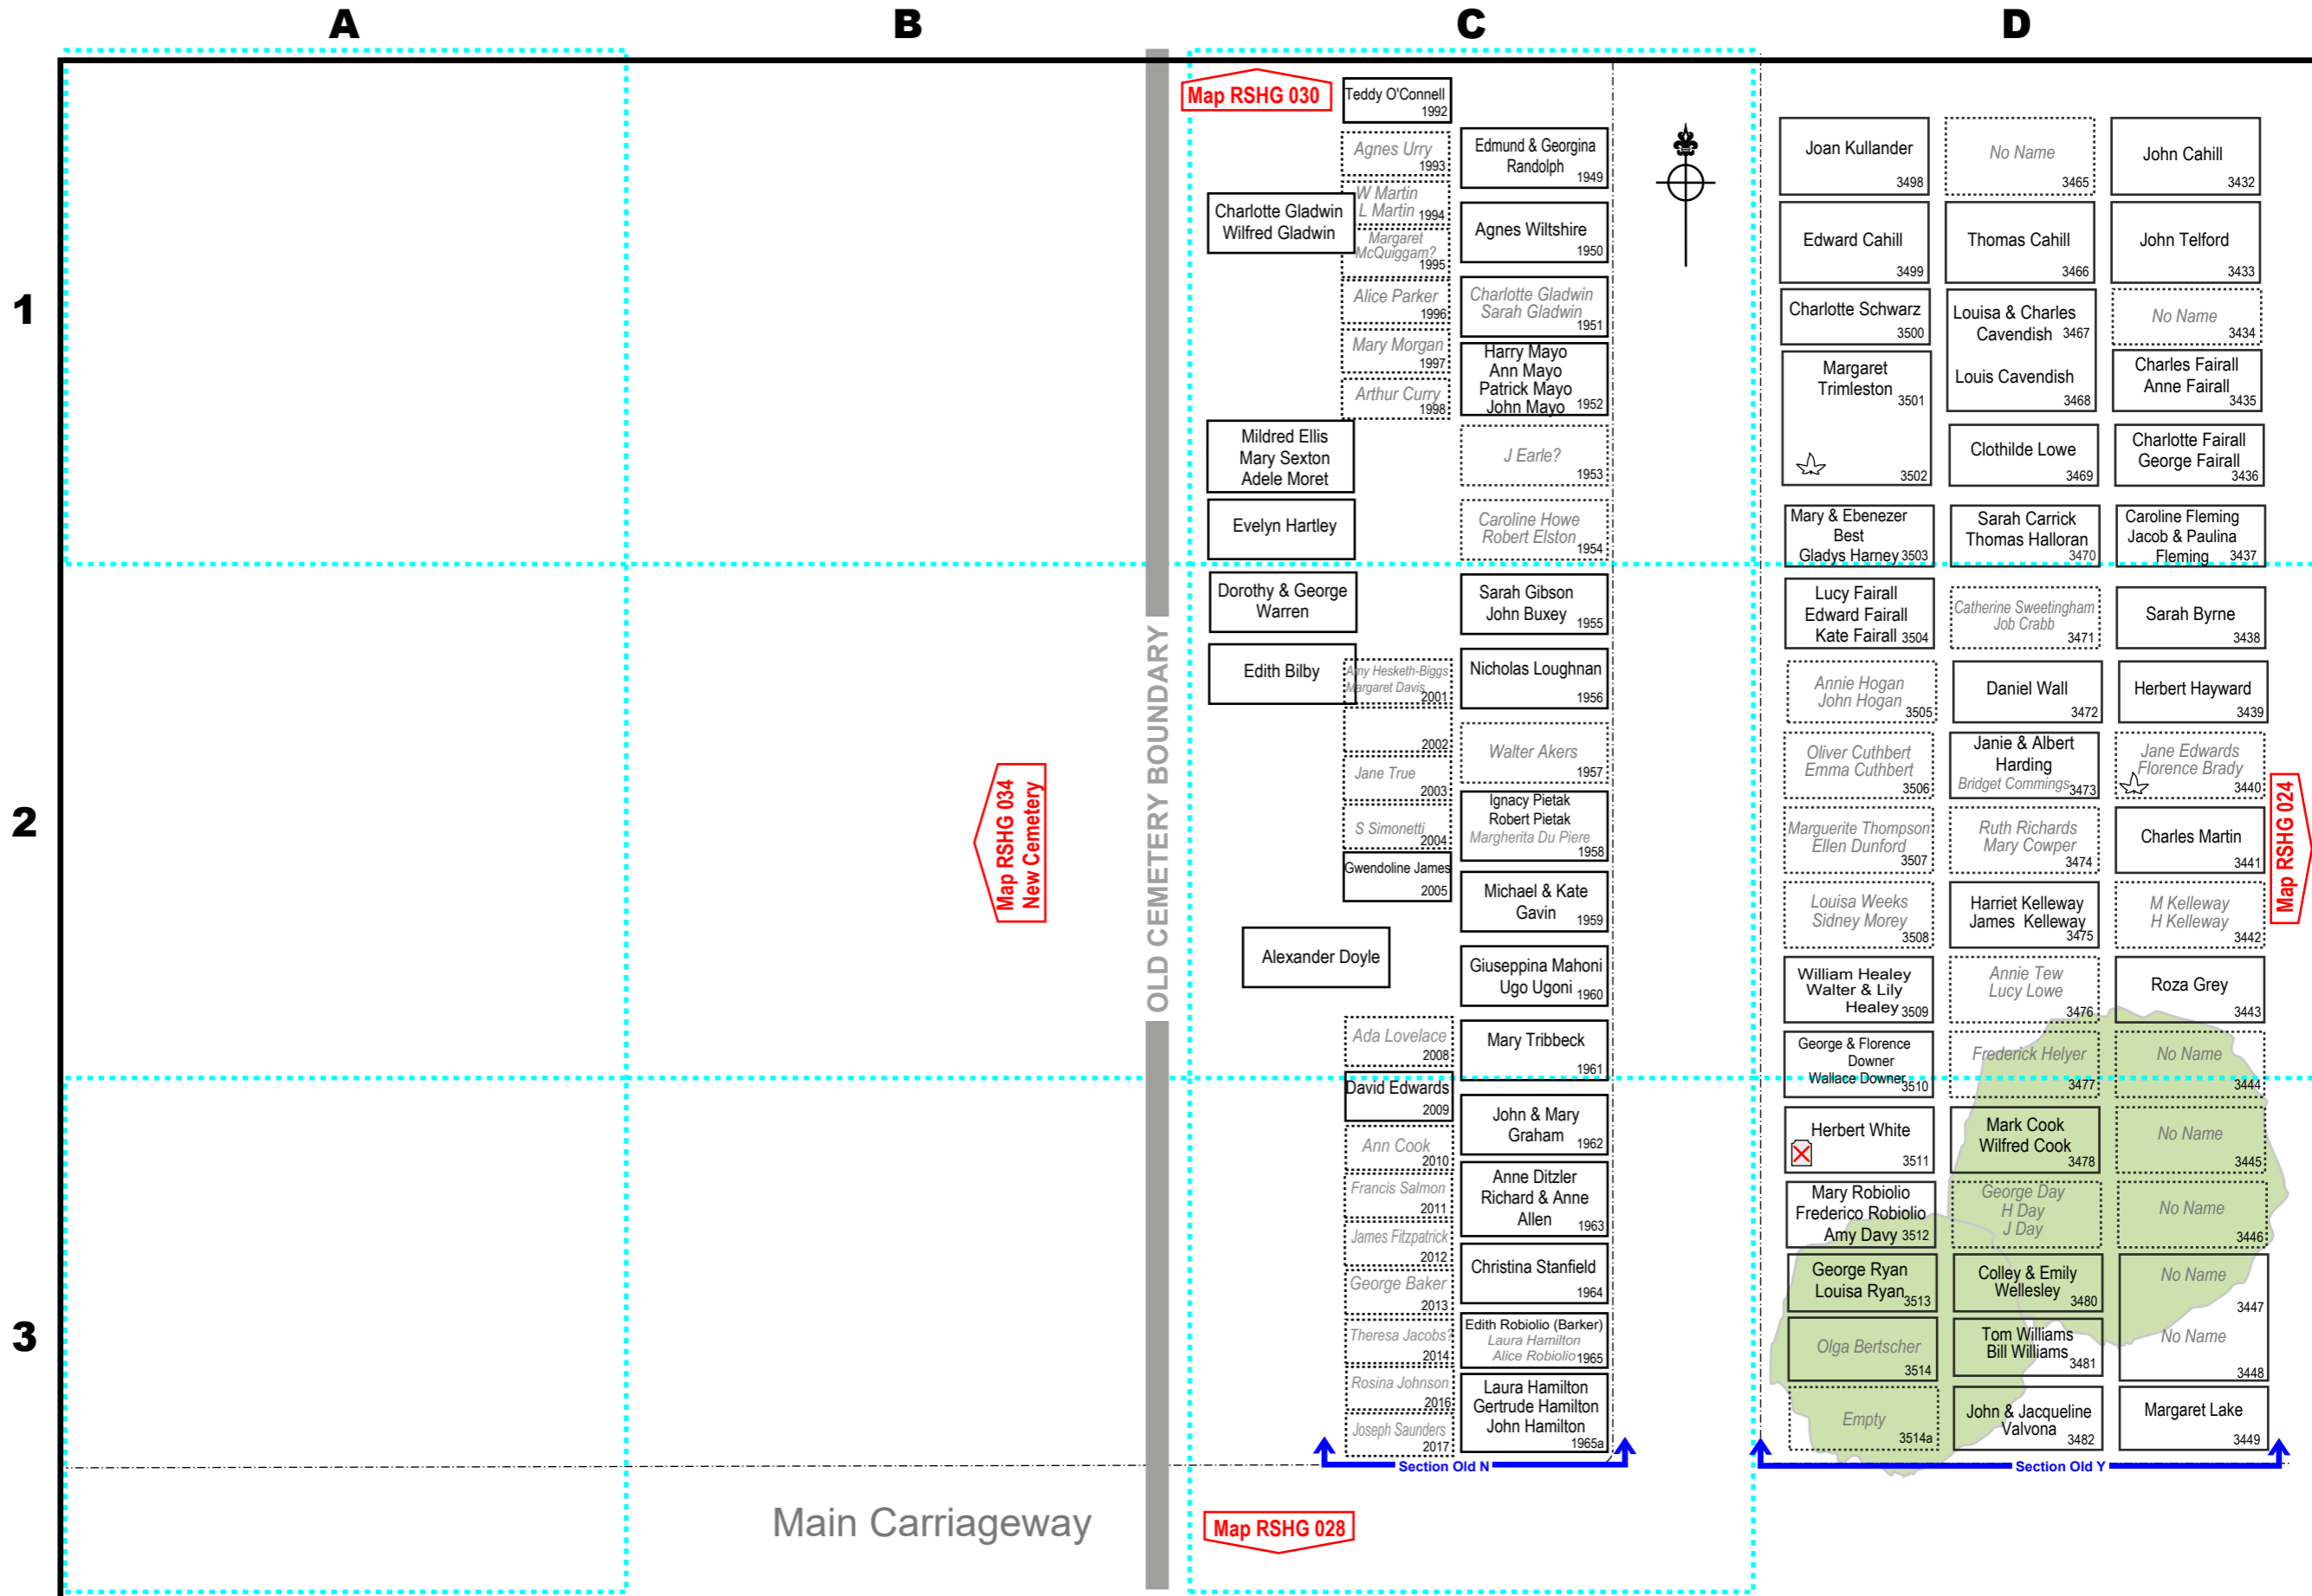 A
B
C
D
1
2
3
Map RSHG 030
Map RSHG 034
New Cemetery
Map RSHG 024
Map RSHG 028
OLD CEMETERY BOUNDARY
Main Carriageway
Charlotte Gladwin
Wilfred Gladwin
Mildred Ellis
Mary Sexton
Adele Moret
Evelyn Hartley
Dorothy & George
Warren
Edith Bilby
Alexander Doyle
Teddy O'Connell
1992
Agnes Urry
1993
W Martin
L Martin 1994
Margaret
McQuiggam?
1995
Alice Parker
1996
Mary Morgan
1997
Arthur Curry
1998
Amy Hesketh-Biggs
Margaret Davis
2001
2002
Jane True
2003
S Simonetti
2004
Gwendoline James
2005
Ada Lovelace
2008
David Edwards
2009
Ann Cook
2010
Francis Salmon
2011
James Fitzpatrick
2012
George Baker
2013
Theresa Jacobs?
2014
Rosina Johnson
2016
Joseph Saunders
2017
Edmund & Georgina
Randolph
1949
Agnes Wiltshire
1950
Charlotte Gladwin
Sarah Gladwin
1951
Harry Mayo
Ann Mayo
Patrick Mayo
John Mayo 1952
J Earle?
1953
Caroline Howe
Robert Elston
1954
Sarah Gibson
John Buxey
1955
Nicholas Loughnan
1956
Walter Akers
1957
Ignacy Pietak
Robert Pietak
Margherita Du Piere
1958
Michael & Kate
Gavin
1959
Giuseppina Mahoni
Ugo Ugoni 1960
Mary Tribbeck
1961
John & Mary
Graham
1962
Anne Ditzler
Richard & Anne
Allen
1963
Christina Stanfield
1964
Edith Robiolio (Barker)
Laura Hamilton
Alice Robiolio 1965
Laura Hamilton
Gertrude Hamilton
John Hamilton
1965a
Section Old N
Joan Kullander
3498
Edward Cahill
3499
Charlotte Schwarz
3500
Margaret
Trimleston
3501
3502
Mary & Ebenezer
Best
Gladys Harney 3503
Lucy Fairall
Edward Fairall
Kate Fairall 3504
Annie Hogan
John Hogan
3505
Oliver Cuthbert
Emma Cuthbert
3506
Marguerite Thompson
Ellen Dunford
3507
Louisa Weeks
Sidney Morey
3508
William Healey
Walter & Lily
Healey 3509
George & Florence
Downer
Wallace Downer
3510
Herbert White
3511
Mary Robiolio
Frederico Robiolio
Amy Davy 3512
George Ryan
Louisa Ryan
3513
Olga Bertscher
3514
Empty
3514a
No Name
3465
Thomas Cahill
3466
Louisa & Charles
Cavendish 3467
Louis Cavendish
3468
Clothilde Lowe
3469
Sarah Carrick
Thomas Halloran
3470
Catherine Sweetingham
Job Crabb
3471
Daniel Wall
3472
Janie & Albert
Harding
Bridget Commings 3473
Ruth Richards
Mary Cowper
3474
Harriet Kelleway
James Kelleway
3475
Annie Tew
Lucy Lowe
3476
Frederick Helyer
3477
Mark Cook
Wilfred Cook
3478
George Day
H Day
J Day
Colley & Emily
Wellesley
3480
Tom Williams
Bill Williams
3481
John & Jacqueline
Valvona
3482
John Cahill
3432
John Telford
3433
No Name
3434
Charles Fairall
Anne Fairall
3435
Charlotte Fairall
George Fairall
3436
Caroline Fleming
Jacob & Paulina
Fleming 3437
Sarah Byrne
3438
Herbert Hayward
3439
Jane Edwards
Florence Brady
3440
Charles Martin
3441
M Kelleway
H Kelleway
3442
Roza Grey
3443
No Name
3444
No Name
3445
No Name
3446
No Name
3447
No Name
3448
Margaret Lake
3449
Section Old Y